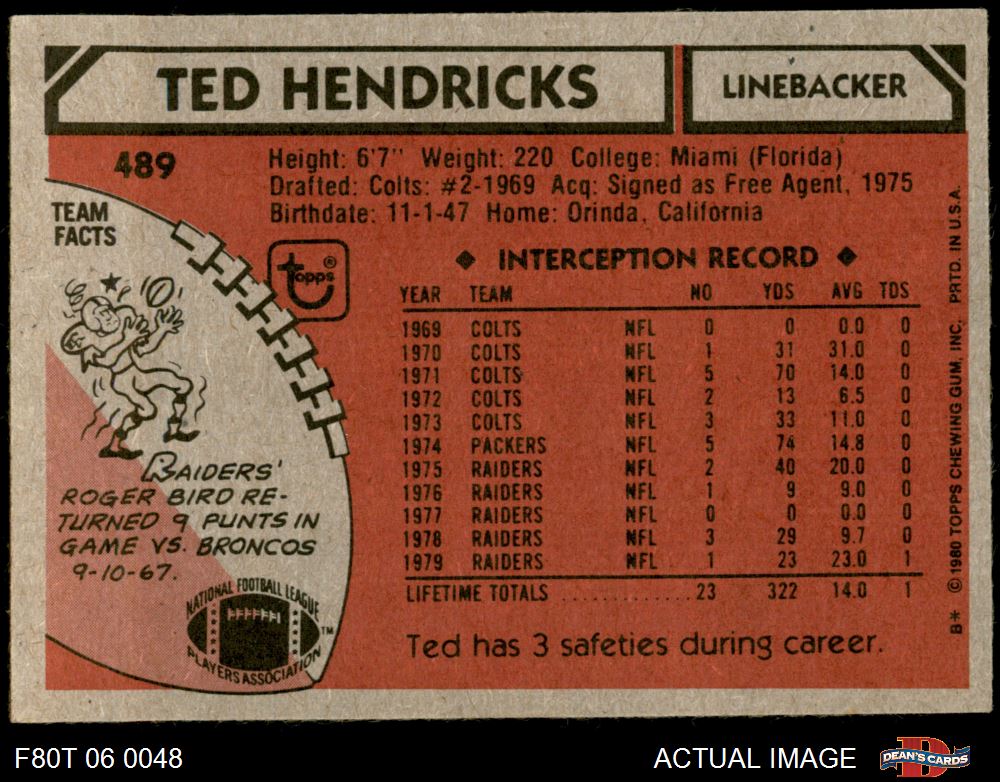 TED HENDRICKS
LINEBACKER
489
Height: 6'7" Weight: 220 College: Miami (Florida)
Drafted: Colts: #2-1969 Acq: Signed as Free Agent, 1975
Birthdate: 11-1-47 Home: Orinda, California
TEAM
FACTS
topps®
RAIDERS'
ROGER BIRD RE-
TURNED 9 PUNTS IN
GAME VS. BRONCOS
9-10-67.
NATIONAL FOOTBALL LEAGUE
NFLPA
PLAYERS ASSOCIATION
TM
◆ INTERCEPTION RECORD ◆
YEAR TEAM NO YDS AVG TDS
1969 COLTS NFL 0 0 0.0 0
1970 COLTS NFL 1 31 31.0 0
1971 COLTS NFL 5 70 14.0 0
1972 COLTS NFL 2 13 6.5 0
1973 COLTS NFL 3 33 11.0 0
1974 PACKERS NFL 5 74 14.8 0
1975 RAIDERS NFL 2 40 20.0 0
1976 RAIDERS NFL 1 9 9.0 0
1977 RAIDERS NFL 0 0 0.0 0
1978 RAIDERS NFL 3 29 9.7 0
1979 RAIDERS NFL 1 23 23.0 1
LIFETIME TOTALS ................ 23 322 14.0 1
Ted has 3 safeties during career.
B* © 1980 TOPPS CHEWING GUM, INC. PRTD. IN U.S.A.
F80T 06 0048
ACTUAL IMAGE
DEAN'S CARDS